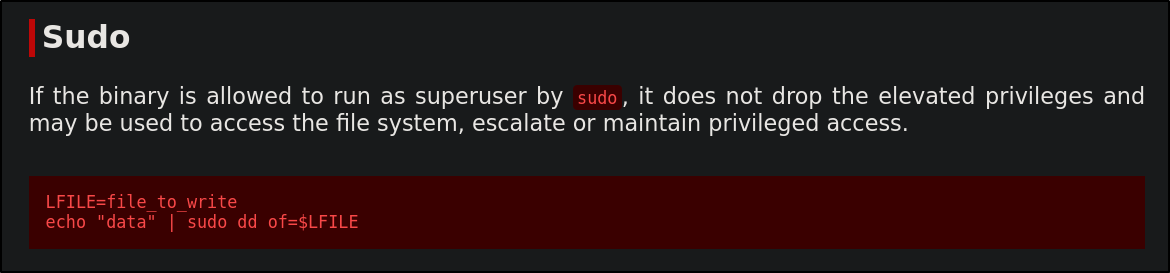 Sudo
If the binary is allowed to run as superuser by sudo, it does not drop the elevated privileges and
may be used to access the file system, escalate or maintain privileged access.
LFILE=file_to_write
echo "data" | sudo dd of=$LFILE